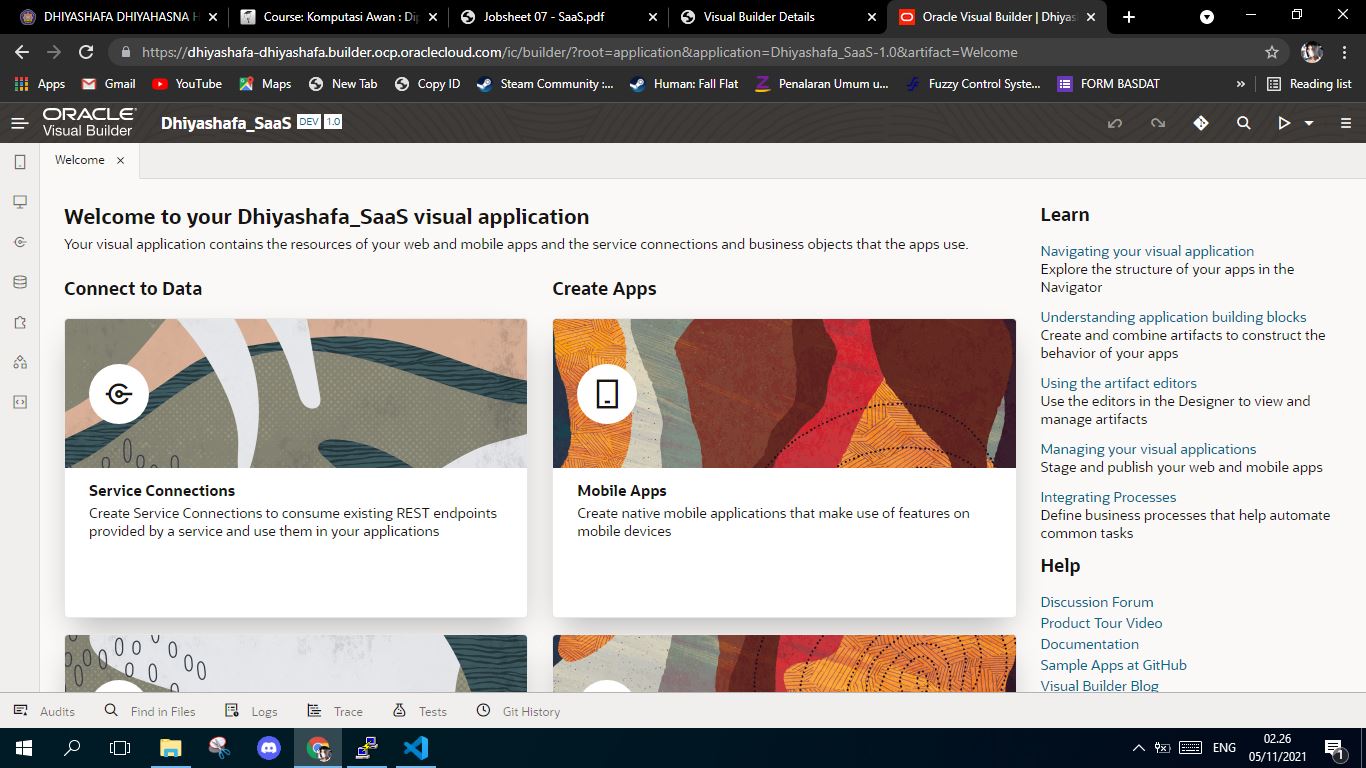 DHIYASHAFA DHIYAHASNA H
Course: Komputasi Awan : Dip
Jobsheet 07 - SaaS.pdf
Visual Builder Details
Oracle Visual Builder | Dhiyash
https://dhiyashafa-dhiyashafa.builder.ocp.oraclecloud.com/ic/builder/?root=application&application=Dhiyashafa_SaaS-1.0&artifact=Welcome
Apps
Gmail
YouTube
Maps
New Tab
Copy ID
Steam Community :...
Human: Fall Flat
Penalaran Umum u...
Fuzzy Control Syste...
FORM BASDAT
»
Reading list
ORACLE
Visual Builder
Dhiyashafa_SaaS DEV 1.0
Welcome
Welcome to your Dhiyashafa_SaaS visual application
Your visual application contains the resources of your web and mobile apps and the service connections and business objects that the apps use.
Connect to Data
Service Connections
Create Service Connections to consume existing REST endpoints
provided by a service and use them in your applications
Create Apps
Mobile Apps
Create native mobile applications that make use of features on
mobile devices
Learn
Navigating your visual application
Explore the structure of your apps in the
Navigator
Understanding application building blocks
Create and combine artifacts to construct the
behavior of your apps
Using the artifact editors
Use the editors in the Designer to view and
manage artifacts
Managing your visual applications
Stage and publish your web and mobile apps
Integrating Processes
Define business processes that help automate
common tasks
Help
Discussion Forum
Product Tour Video
Documentation
Sample Apps at GitHub
Visual Builder Blog
Audits
Find in Files
Logs
Trace
Tests
Git History
ENG
02.26
05/11/2021
1